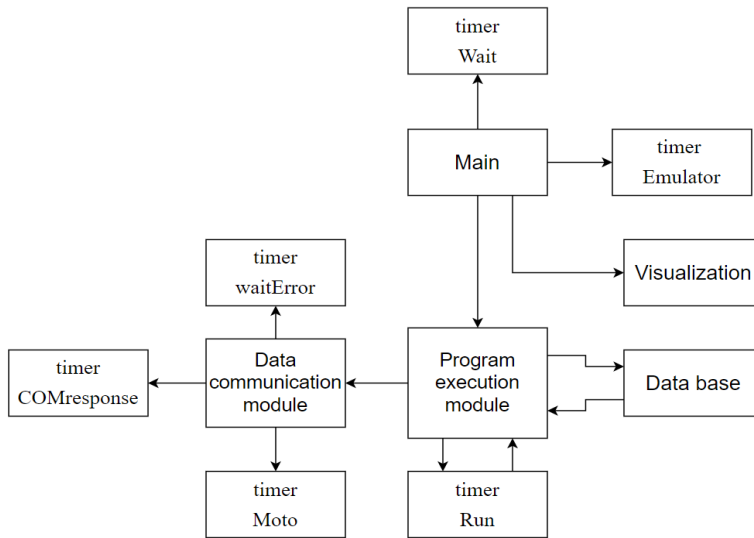 timer
Wait
Main
timer
Emulator
Visualization
timer
waitError
Data
communication
module
timer
COMresponse
Program
execution
module
Data base
timer
Moto
timer
Run